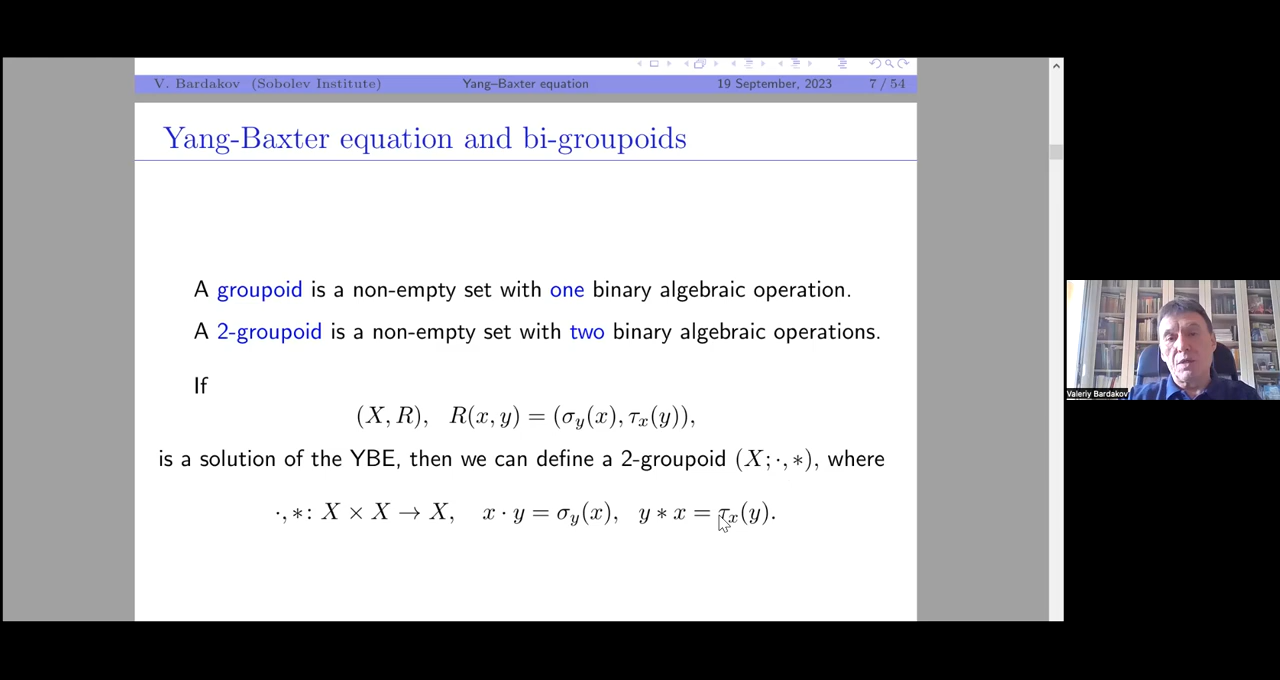 V. Bardakov (Sobolev Institute) Yang–Baxter equation 19 September, 2023 7 / 54
Yang-Baxter equation and bi-groupoids
A groupoid is a non-empty set with one binary algebraic operation.
A 2-groupoid is a non-empty set with two binary algebraic operations.
If
(X, R), R(x, y) = (σ_y(x), τ_x(y)),
is a solution of the YBE, then we can define a 2-groupoid (X; ·, ∗), where
·, ∗: X × X → X, x · y = σ_y(x), y ∗ x = τ_x(y).
Valeriy Bardakov